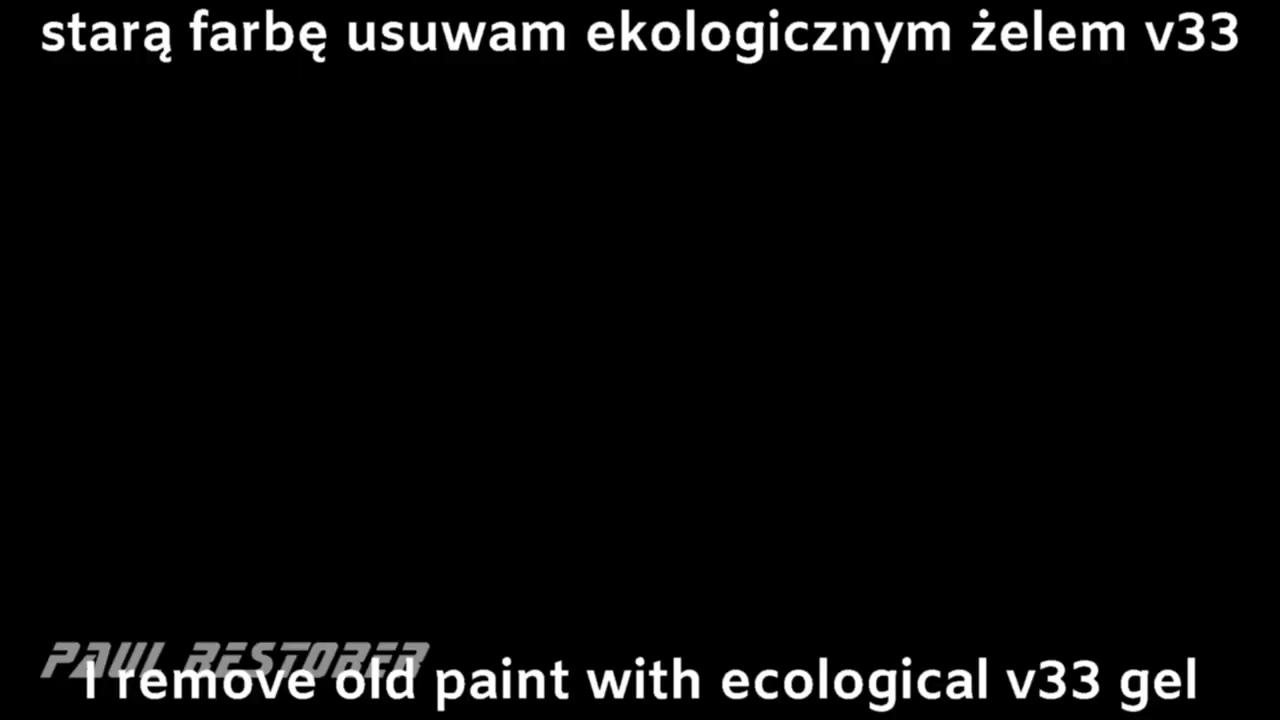 starą farbę usuwam ekologicznym żelem v33
PAUL RESTORER
I remove old paint with ecological v33 gel